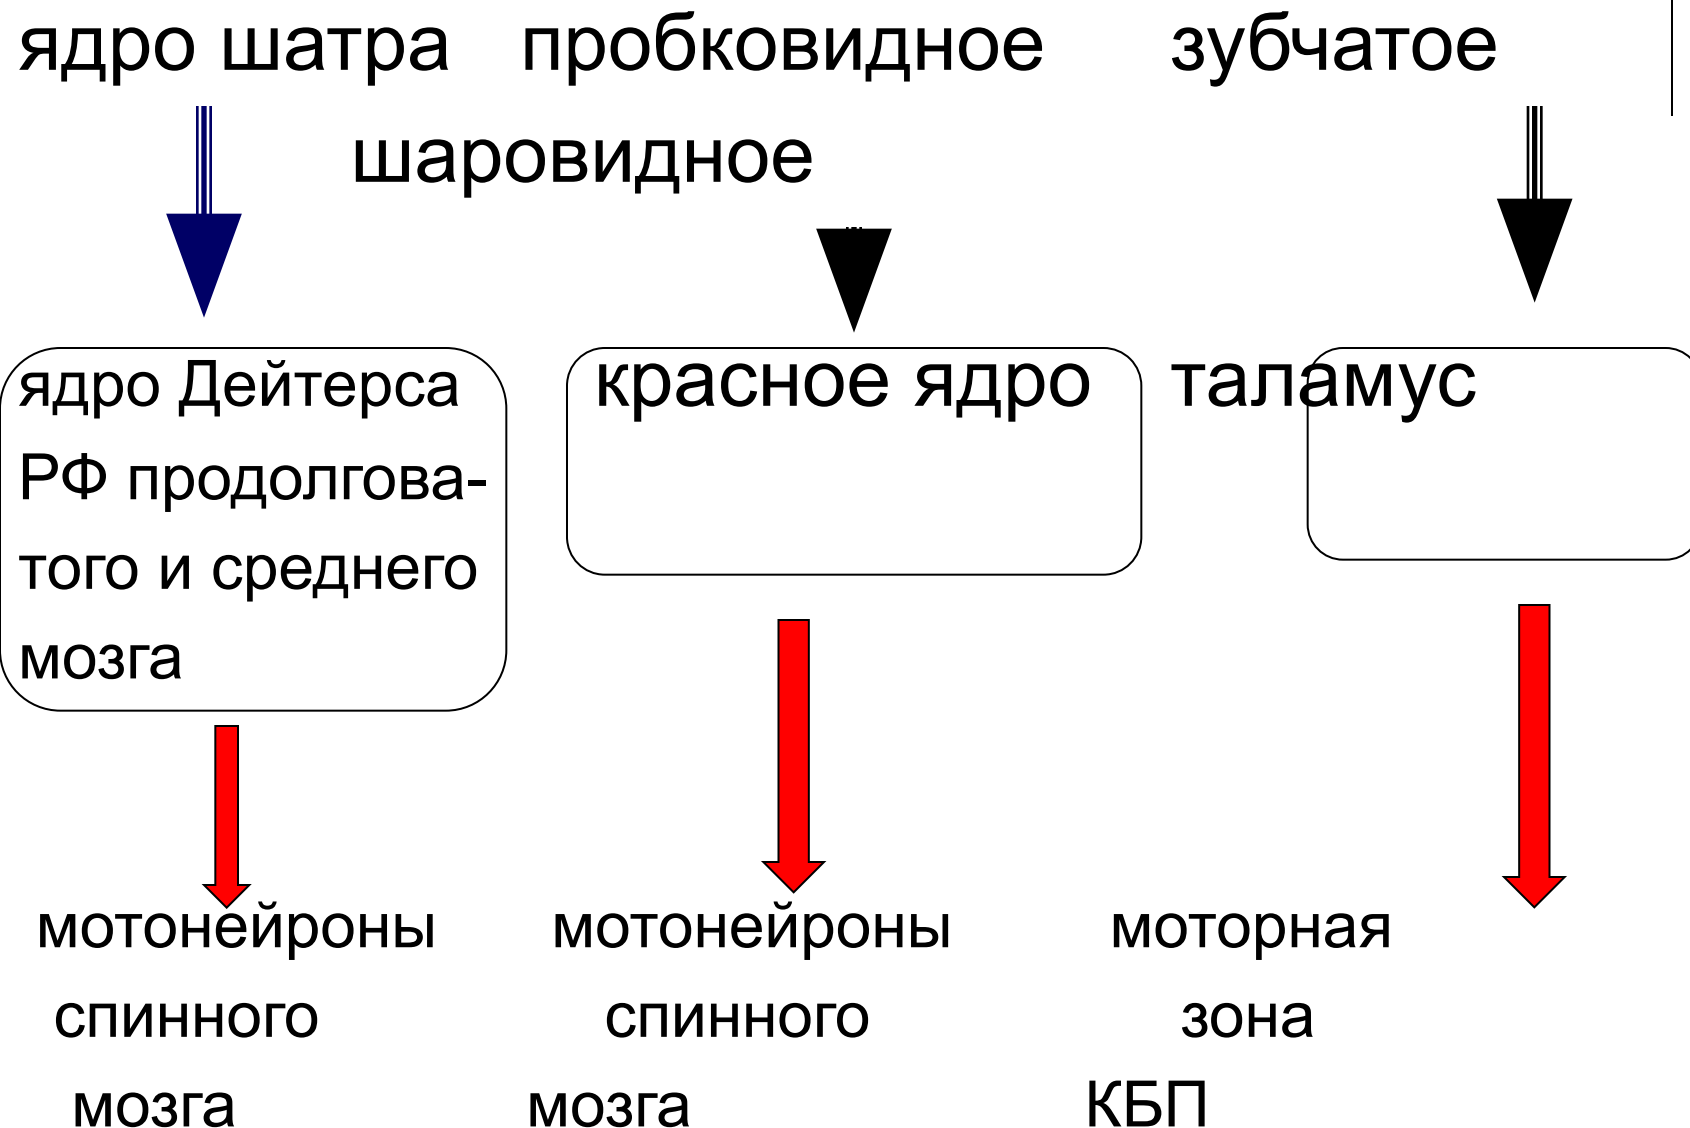 ядро шатра пробковидное зубчатое
шаровидное
ядро Дейтерса красное ядро таламус
РФ продолгова-
того и среднего
мозга
мотонейроны мотонейроны моторная
спинного спинного зона
мозга мозга КБП